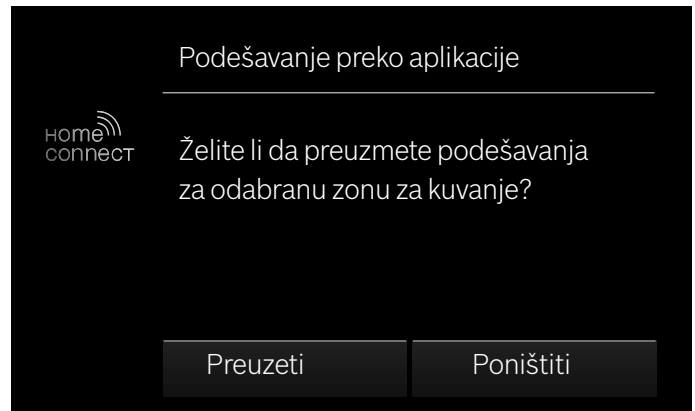 Podešavanje preko aplikacije
HOME
CONNECT
Želite li da preuzmete podešavanja
za odabranu zonu za kuvanje?
Preuzeti
Poništiti